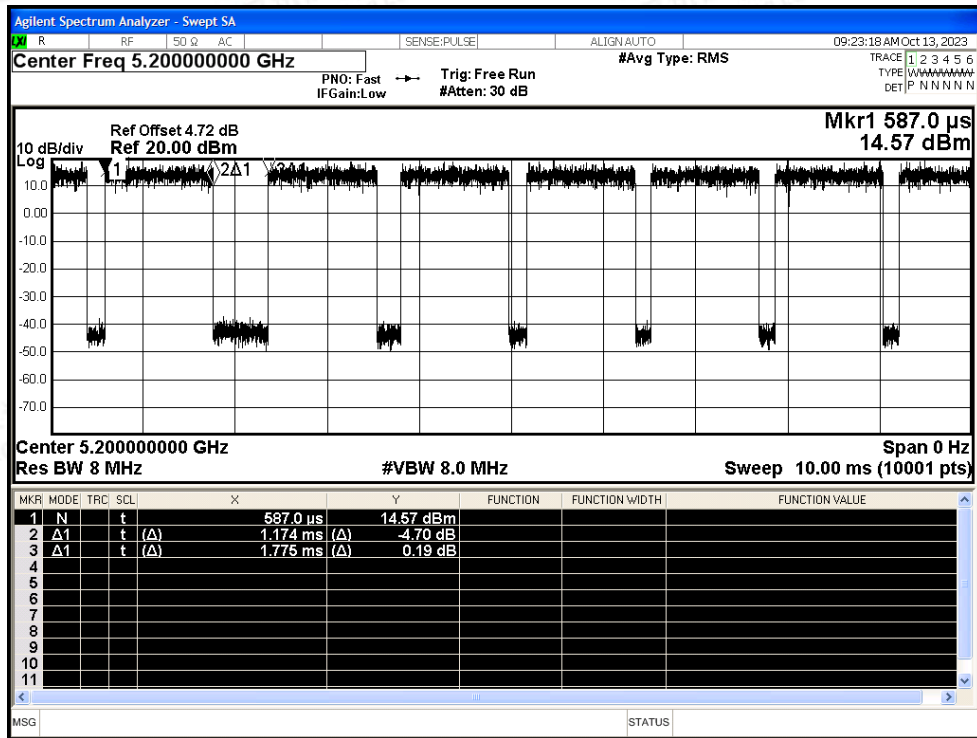 Agilent Spectrum Analyzer - Swept SA
LXI R RF 50 Ω AC SENSE:PULSE ALIGN AUTO 09:23:18 AM Oct 13, 2023
Center Freq 5.200000000 GHz #Avg Type: RMS TRACE 1 2 3 4 5 6
PNO: Fast Trig: Free Run TYPE
IFGain:Low #Atten: 30 dB DET P N N N N N
Mkr1 587.0 µs
Ref Offset 4.72 dB
10 dB/div Ref 20.00 dBm 14.57 dBm
Log
1 2Δ1 3Δ1
10.0
0.00
-10.0
-20.0
-30.0
-40.0
-50.0
-60.0
-70.0
Center 5.200000000 GHz Span 0 Hz
Res BW 8 MHz #VBW 8.0 MHz Sweep 10.00 ms (10001 pts)
MKR MODE TRC SCL X Y FUNCTION FUNCTION WIDTH FUNCTION VALUE
1 N t 587.0 µs 14.57 dBm
2 Δ1 t (Δ) 1.174 ms (Δ) -4.70 dB
3 Δ1 t (Δ) 1.775 ms (Δ) 0.19 dB
4
5
6
7
8
9
10
11
MSG STATUS